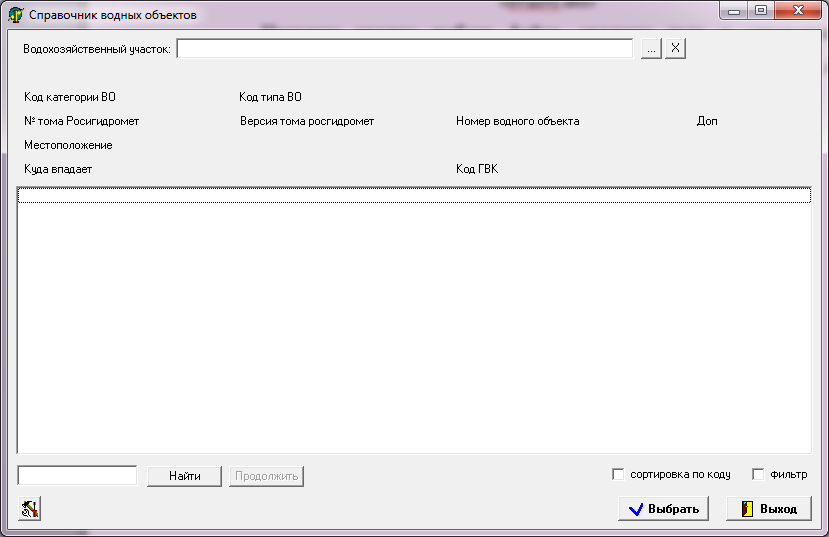 Справочник водных объектов
Водохозяйственный участок: ... X
Код категории ВО Код типа ВО
№ тома Росигидромет Версия тома росгидромет Номер водного объекта Доп
Местоположение
Куда впадает Код ГВК
Найти Продолжить сортировка по коду фильтр
Выбрать Выход